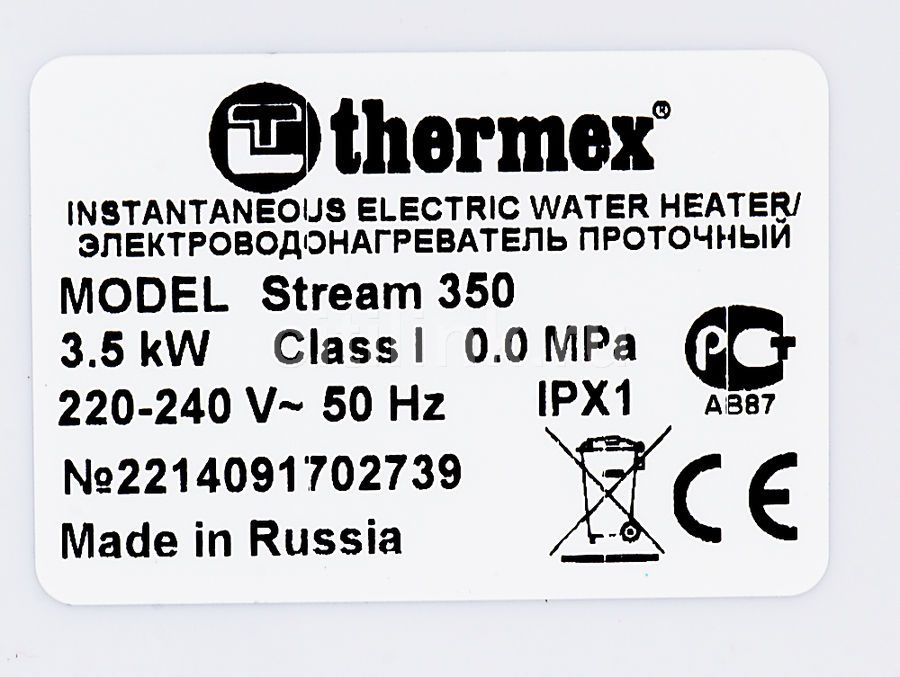 thermex®
INSTANTANEOUS ELECTRIC WATER HEATER/
ЭЛЕКТРОВОДОНАГРЕВАТЕЛЬ ПРОТОЧНЫЙ
MODEL Stream 350
3.5 kW Class I 0.0 MPa
220-240 V~ 50 Hz IPX1
АВ87
№2214091702739
CE
Made in Russia